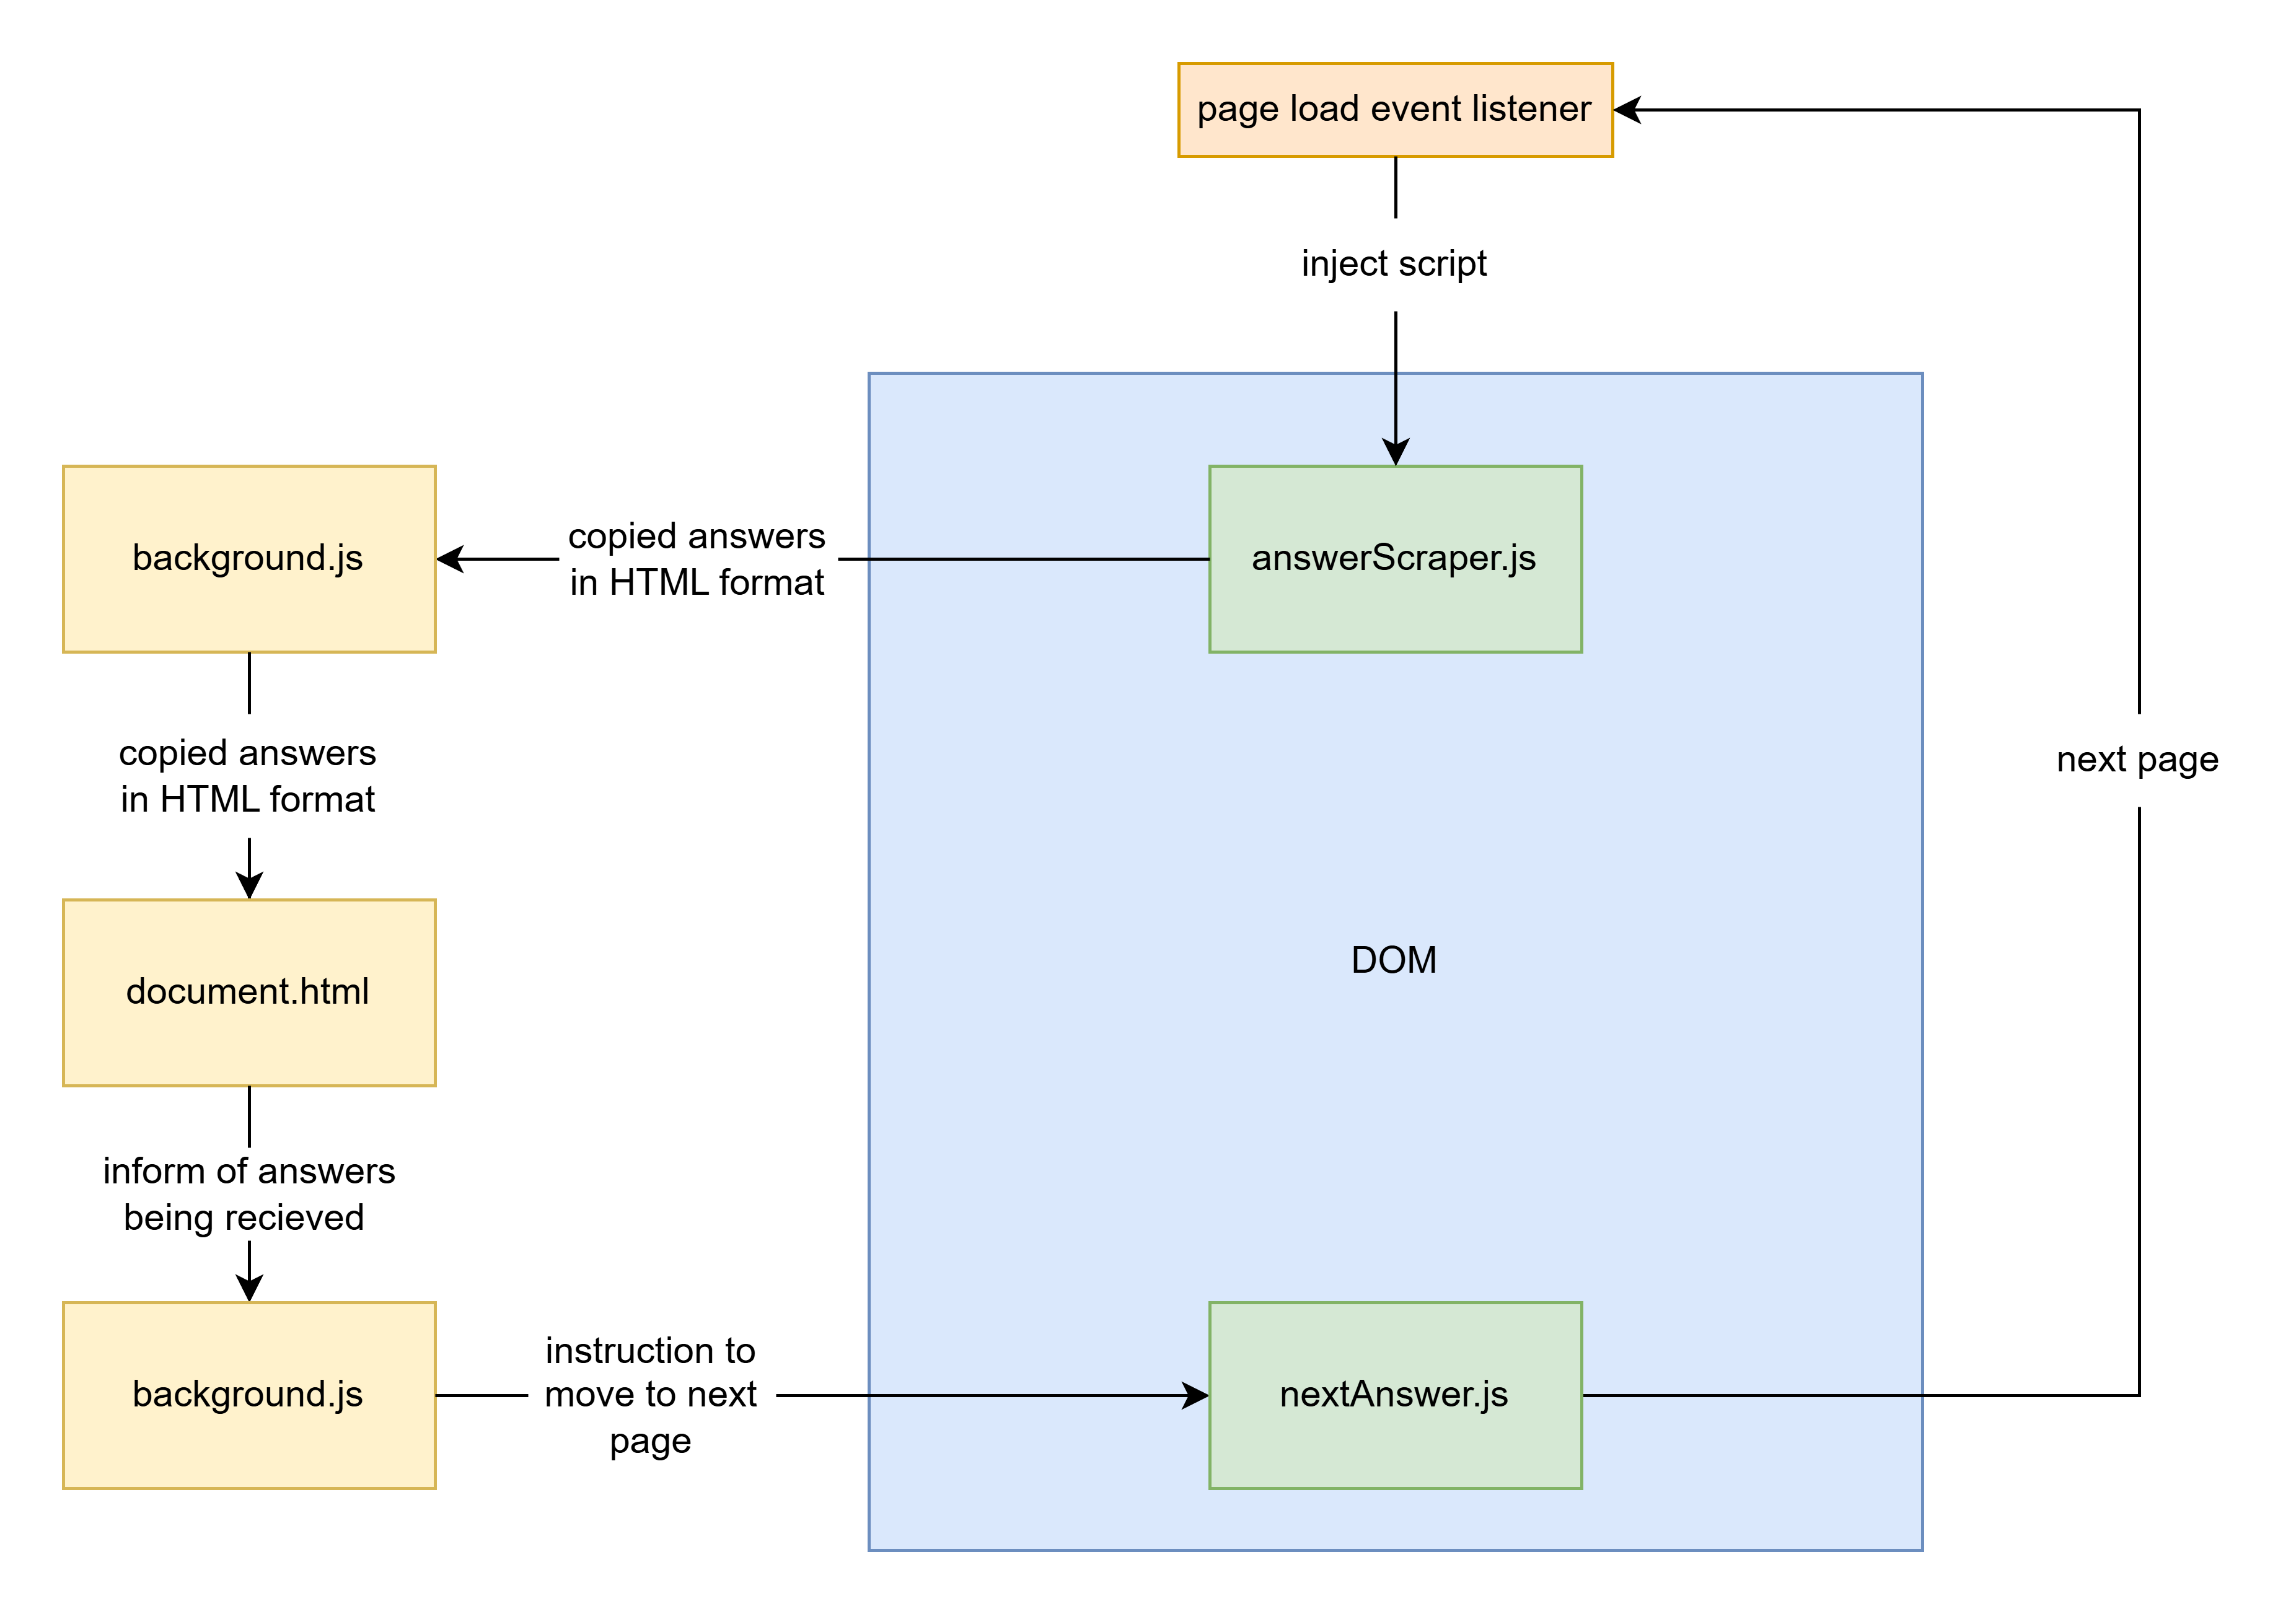 page load event listener
inject script
background.js
copied answers
in HTML format
answerScraper.js
copied answers
in HTML format
next page
document.html
DOM
inform of answers
being recieved
background.js
instruction to
move to next
page
nextAnswer.js